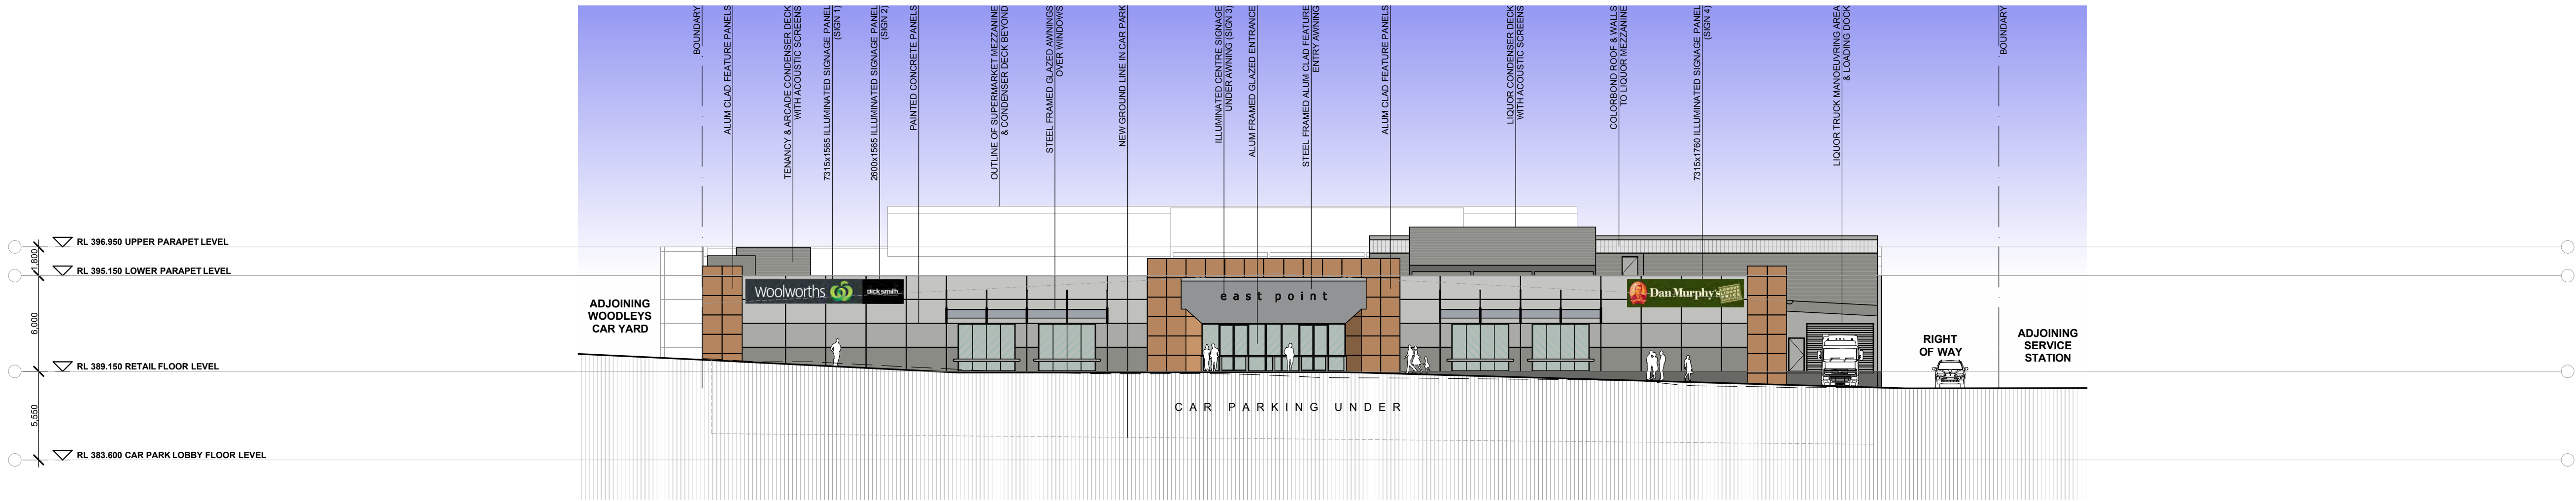 BOUNDARY
ALUM CLAD FEATURE PANELS
TENANCY & ARCADE CONDENSER DECK
WITH ACOUSTIC SCREENS
7315x1565 ILLUMINATED SIGNAGE PANEL
(SIGN 1)
2600x1565 ILLUMINATED SIGNAGE PANEL
(SIGN 2)
PAINTED CONCRETE PANELS
OUTLINE OF SUPERMARKET MEZZANINE
& CONDENSER DECK BEYOND
STEEL FRAMED GLAZED AWNINGS
OVER WINDOWS
NEW GROUND LINE IN CAR PARK
ILLUMINATED CENTRE SIGNAGE
UNDER AWNING (SIGN 3)
ALUM FRAMED GLAZED ENTRANCE
STEEL FRAMED ALUM CLAD FEATURE
ENTRY AWNING
ALUM CLAD FEATURE PANELS
LIQUOR CONDENSER DECK
WITH ACOUSTIC SCREENS
COLORBOND ROOF & WALLS
TO LIQUOR MEZZANINE
7315x1760 ILLUMINATED SIGNAGE PANEL
(SIGN 4)
LIQUOR TRUCK MANOEUVRING AREA
& LOADING DOCK
BOUNDARY
RL 396.950 UPPER PARAPET LEVEL
1,800
RL 395.150 LOWER PARAPET LEVEL
6,000
RL 389.150 RETAIL FLOOR LEVEL
5,550
RL 383.600 CAR PARK LOBBY FLOOR LEVEL
ADJOINING
WOODLEYS
CAR YARD
Woolworths
dick smith
east point
Dan Murphy's
RIGHT
OF WAY
ADJOINING
SERVICE
STATION
CAR PARKING UNDER